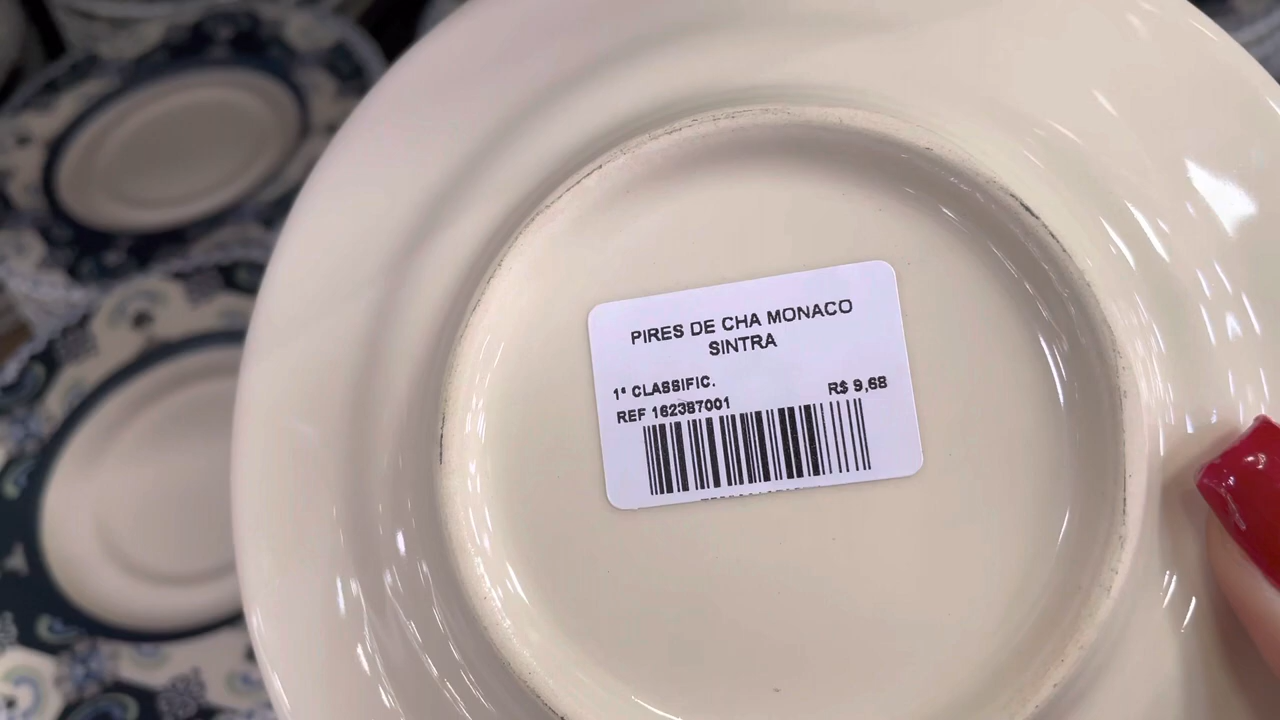 PIRES DE CHA MONACO
SINTRA
1ª CLASSIFIC.
R$ 9,68
REF 162387001